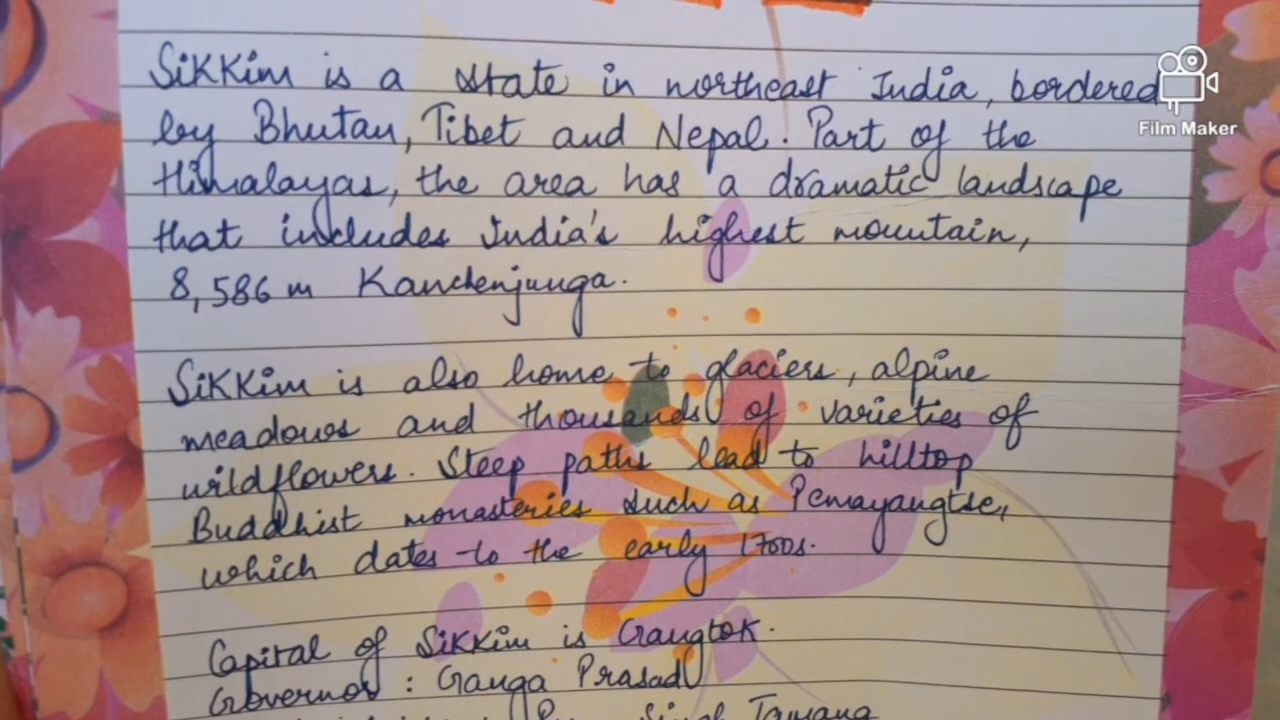 Sikkim is a state in northeast India, bordered
by Bhutan, Tibet and Nepal. Part of the
Himalayas, the area has a dramatic landscape
that includes India's highest mountain,
8,586m Kanchenjunga.
Sikkim is also home to glaciers, alpine
meadows and thousands of varieties of
wildflowers. Steep paths lead to hilltop
Buddhist monasteries such as Pemayangtse,
which dates to the early 1700s.
Capital of Sikkim is Gangtok.
Governor : Ganga Prasad
Singh Tamang
Film Maker